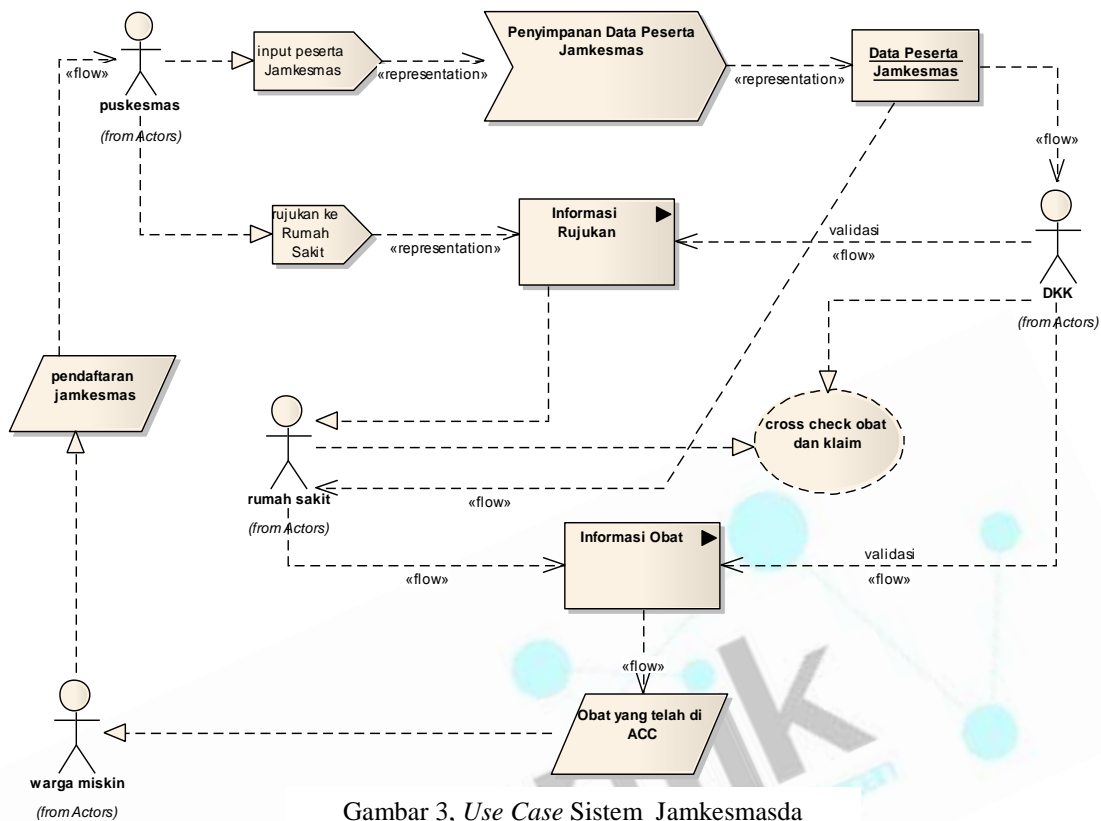 input peserta
Jamkesmas
«representation»
Penyimpanan Data Peserta
Jamkesmas
«representation»
Data Peserta
Jamkesmas
«flow»
puskesmas
(from Actors)
«flow»
rujukan ke
Rumah
Sakit
«representation»
Informasi
Rujukan
validasi
«flow»
DKK
(from Actors)
pendaftaran
jamkesmas
cross check obat
dan klaim
rumah sakit
(from Actors)
«flow»
«flow»
Informasi Obat
validasi
«flow»
«flow»
Obat yang telah di
ACC
warga miskin
(from Actors)
Gambar 3, Use Case Sistem Jamkesmasda